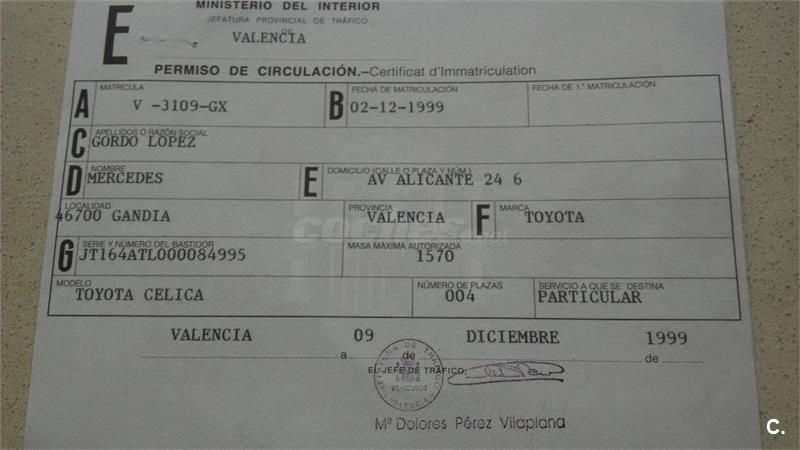 MINISTERIO DEL INTERIOR
JEFATURA PROVINCIAL DE TRÁFICO
DE
E
VALENCIA
PERMISO DE CIRCULACIÓN.–Certificat d'Immatriculation
A MATRICULA B FECHA DE MATRICULACIÓN FECHA DE 1.ª MATRICULACIÓN
V -3109-GX 02-12-1999
C APELLIDOS O RAZÓN SOCIAL
GORDO LOPEZ
D NOMBRE E DOMICILIO (CALLE O PLAZA Y NÚM.)
MERCEDES AV ALICANTE 24 6
LOCALIDAD PROVINCIA F MARCA
46700 GANDIA VALENCIA TOYOTA
G SERIE Y NÚMERO DEL BASTIDOR MASA MÁXIMA AUTORIZADA
JT164ATL000084995 1570
MODELO NÚMERO DE PLAZAS SERVICIO A QUE SE DESTINA
TOYOTA CELICA 004 PARTICULAR
VALENCIA 09 DICIEMBRE 1999
a de de
EL JEFE DE TRÁFICO,
Mª Dolores Pérez Vilaplana
C.